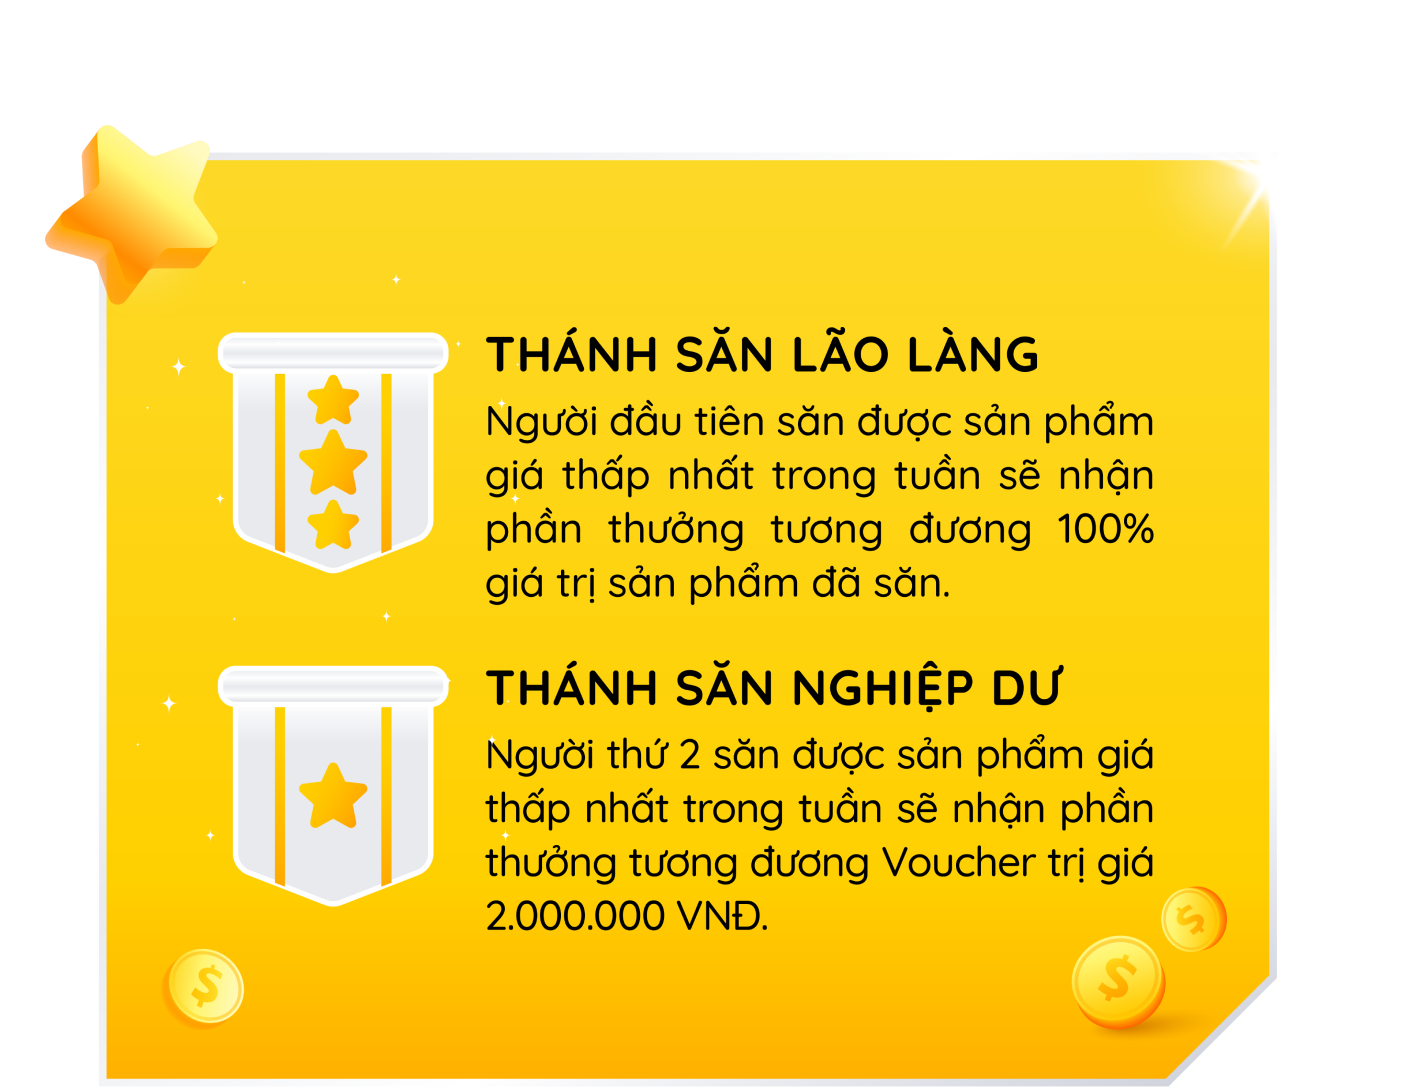 THÁNH SĂN LÃO LÀNG
Người đầu tiên săn được sản phẩm
giá thấp nhất trong tuần sẽ nhận
phần thưởng tương đương 100%
giá trị sản phẩm đã săn.
THÁNH SĂN NGHIỆP DƯ
Người thứ 2 săn được sản phẩm giá
thấp nhất trong tuần sẽ nhận phần
thưởng tương đương Voucher trị giá
2.000.000 VNĐ.
$
$
$